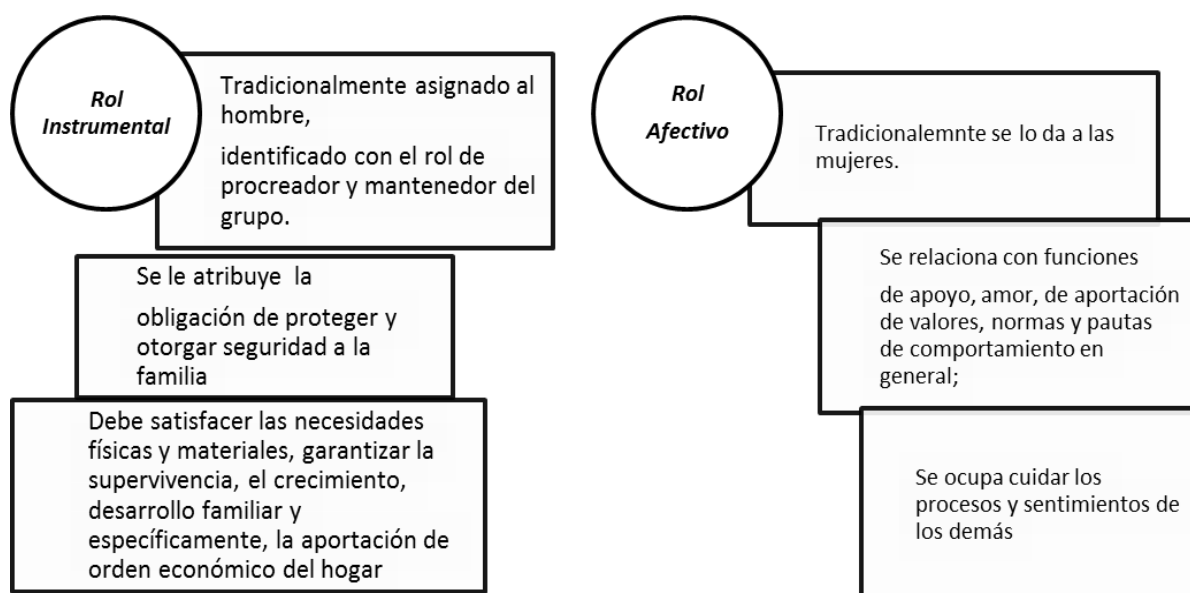 Rol
Instrumental
Tradicionalmente asignado al
hombre,
identificado con el rol de
procreador y mantenedor del
grupo.
Se le atribuye  la
obligación de proteger y
otorgar seguridad a la
familia
Debe satisfacer las necesidades
físicas y materiales, garantizar la
supervivencia, el crecimiento,
desarrollo familiar y
específicamente, la aportación de
orden económico del hogar
Rol
Afectivo
Tradicionalemnte se lo da a las
mujeres.
Se relaciona con funciones
de apoyo, amor, de aportación
de valores, normas y pautas
de comportamiento en
general;
Se ocupa cuidar los
procesos y sentimientos de
los demás